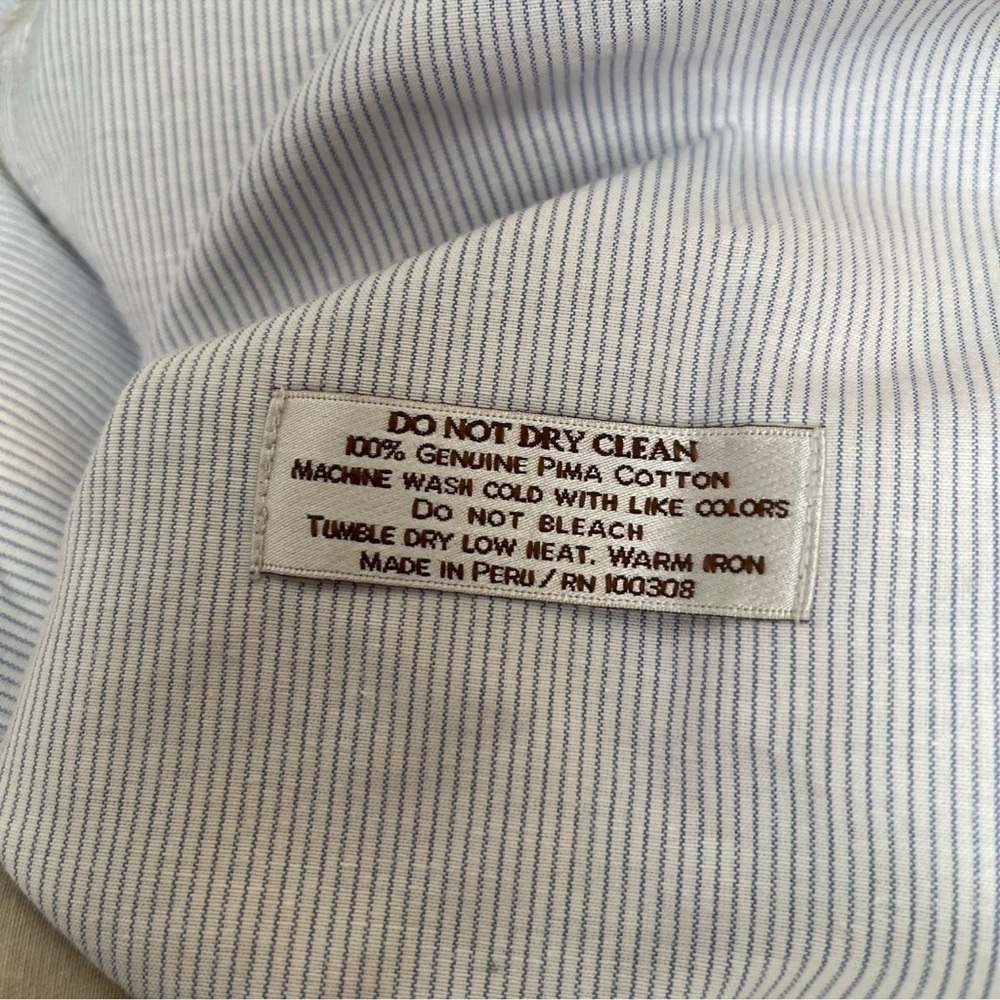 DO NOT DRY CLEAN
100% GENUINE PIMA COTTON
MACHINE WASH COLD WITH LIKE COLORS
DO NOT BLEACH
TUMBLE DRY LOW HEAT. WARM IRON
MADE IN PERU / RN 100308